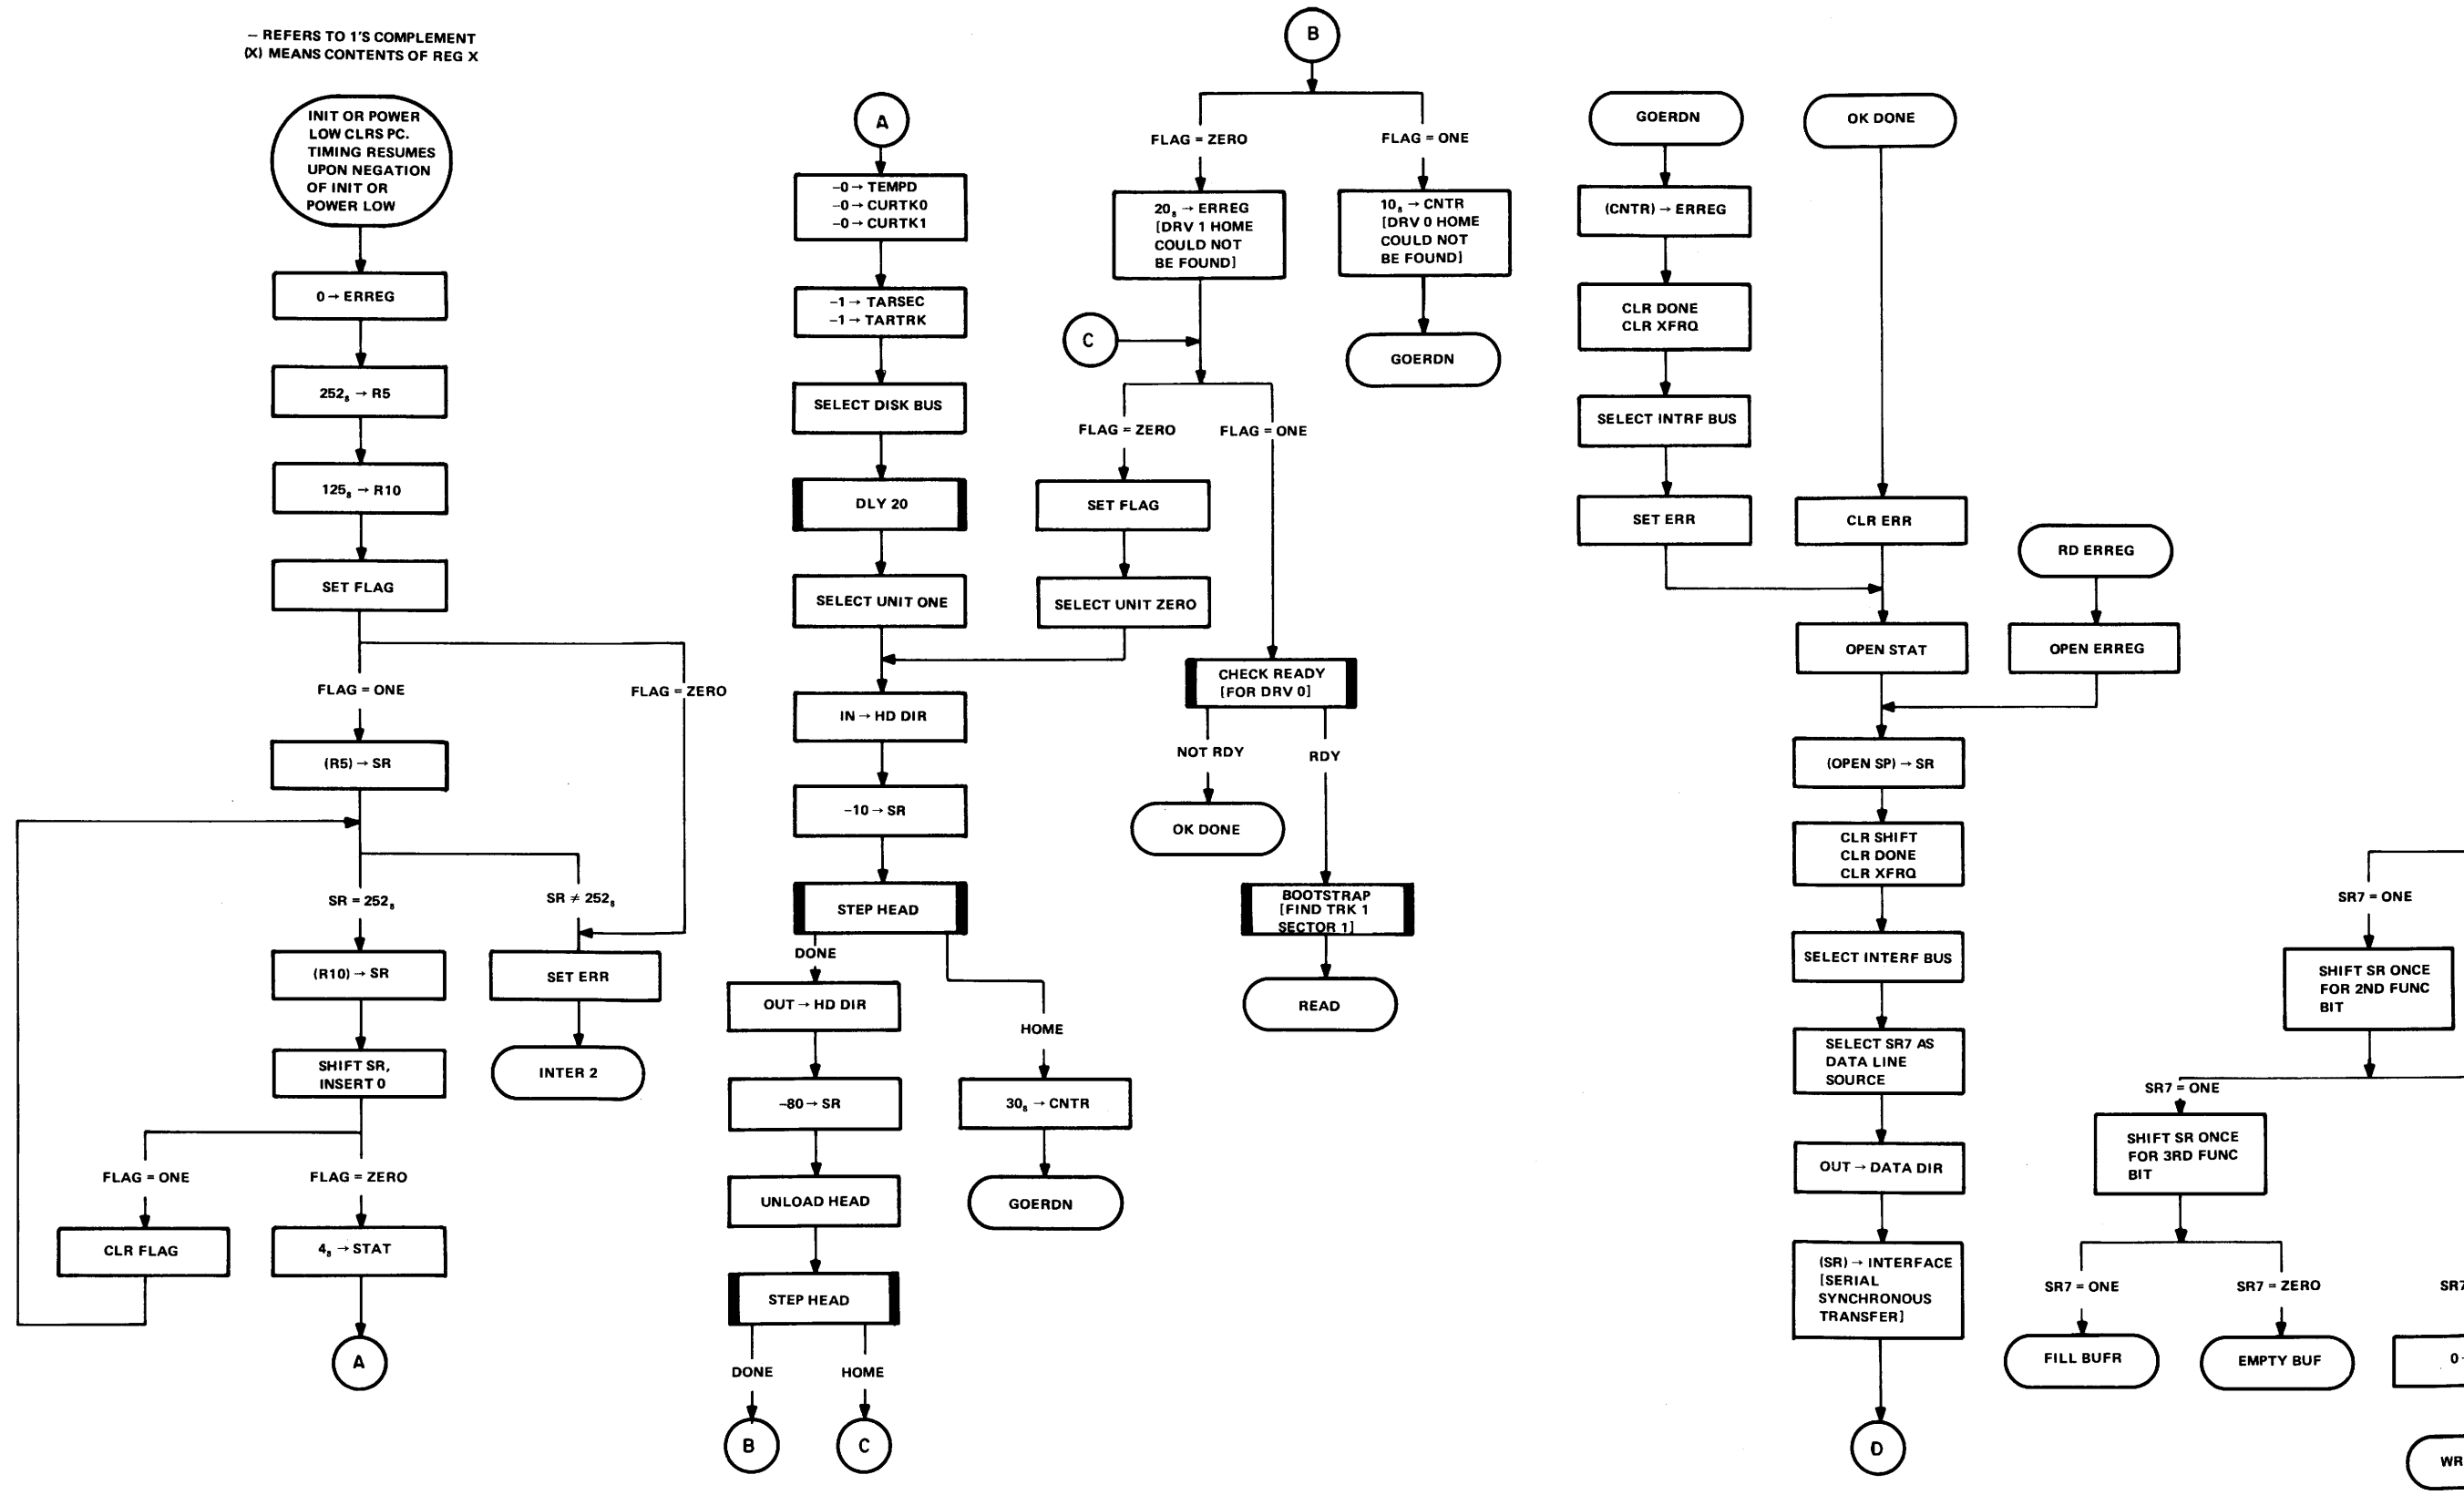 — REFERS TO 1'S COMPLEMENT
(X) MEANS CONTENTS OF REG X
INIT OR POWER
LOW CLRS PC.
TIMING RESUMES
UPON NEGATION
OF INIT OR
POWER LOW
0 → ERREG
252₈ → R5
125₈ → R10
SET FLAG
FLAG = ONE
FLAG = ZERO
(R5) → SR
SR = 252₈
SR ≠ 252₈
(R10) → SR
SET ERR
SHIFT SR,
INSERT 0
INTER 2
FLAG = ONE
FLAG = ZERO
CLR FLAG
4₈ → STAT
A
A
–0 → TEMPD
–0 → CURTK0
–0 → CURTK1
–1 → TARSEC
–1 → TARTRK
SELECT DISK BUS
DLY 20
SELECT UNIT ONE
IN → HD DIR
–10 → SR
STEP HEAD
DONE
HOME
OUT → HD DIR
–80 → SR
30₈ → CNTR
UNLOAD HEAD
GOERDN
STEP HEAD
DONE
HOME
B
C
B
FLAG = ZERO
FLAG = ONE
20₈ → ERREG
[DRV 1 HOME
COULD NOT
BE FOUND]
10₈ → CNTR
[DRV 0 HOME
COULD NOT
BE FOUND]
C
GOERDN
FLAG = ZERO
FLAG = ONE
SET FLAG
SELECT UNIT ZERO
CHECK READY
[FOR DRV 0]
NOT RDY
RDY
OK DONE
BOOTSTRAP
[FIND TRK 1
SECTOR 1]
READ
GOERDN
OK DONE
(CNTR) → ERREG
CLR DONE
CLR XFRQ
SELECT INTRF BUS
SET ERR
CLR ERR
RD ERREG
OPEN STAT
OPEN ERREG
(OPEN SP) → SR
CLR SHIFT
CLR DONE
CLR XFRQ
SELECT INTERF BUS
SELECT SR7 AS
DATA LINE
SOURCE
OUT → DATA DIR
(SR) → INTERFACE
[SERIAL
SYNCHRONOUS
TRANSFER]
D
SR7 = ONE
SHIFT SR ONCE
FOR 2ND FUNC
BIT
SR7 = ONE
SHIFT SR ONCE
FOR 3RD FUNC
BIT
SR7 = ONE
SR7 = ZERO
SR7
FILL BUFR
EMPTY BUF
0
WR